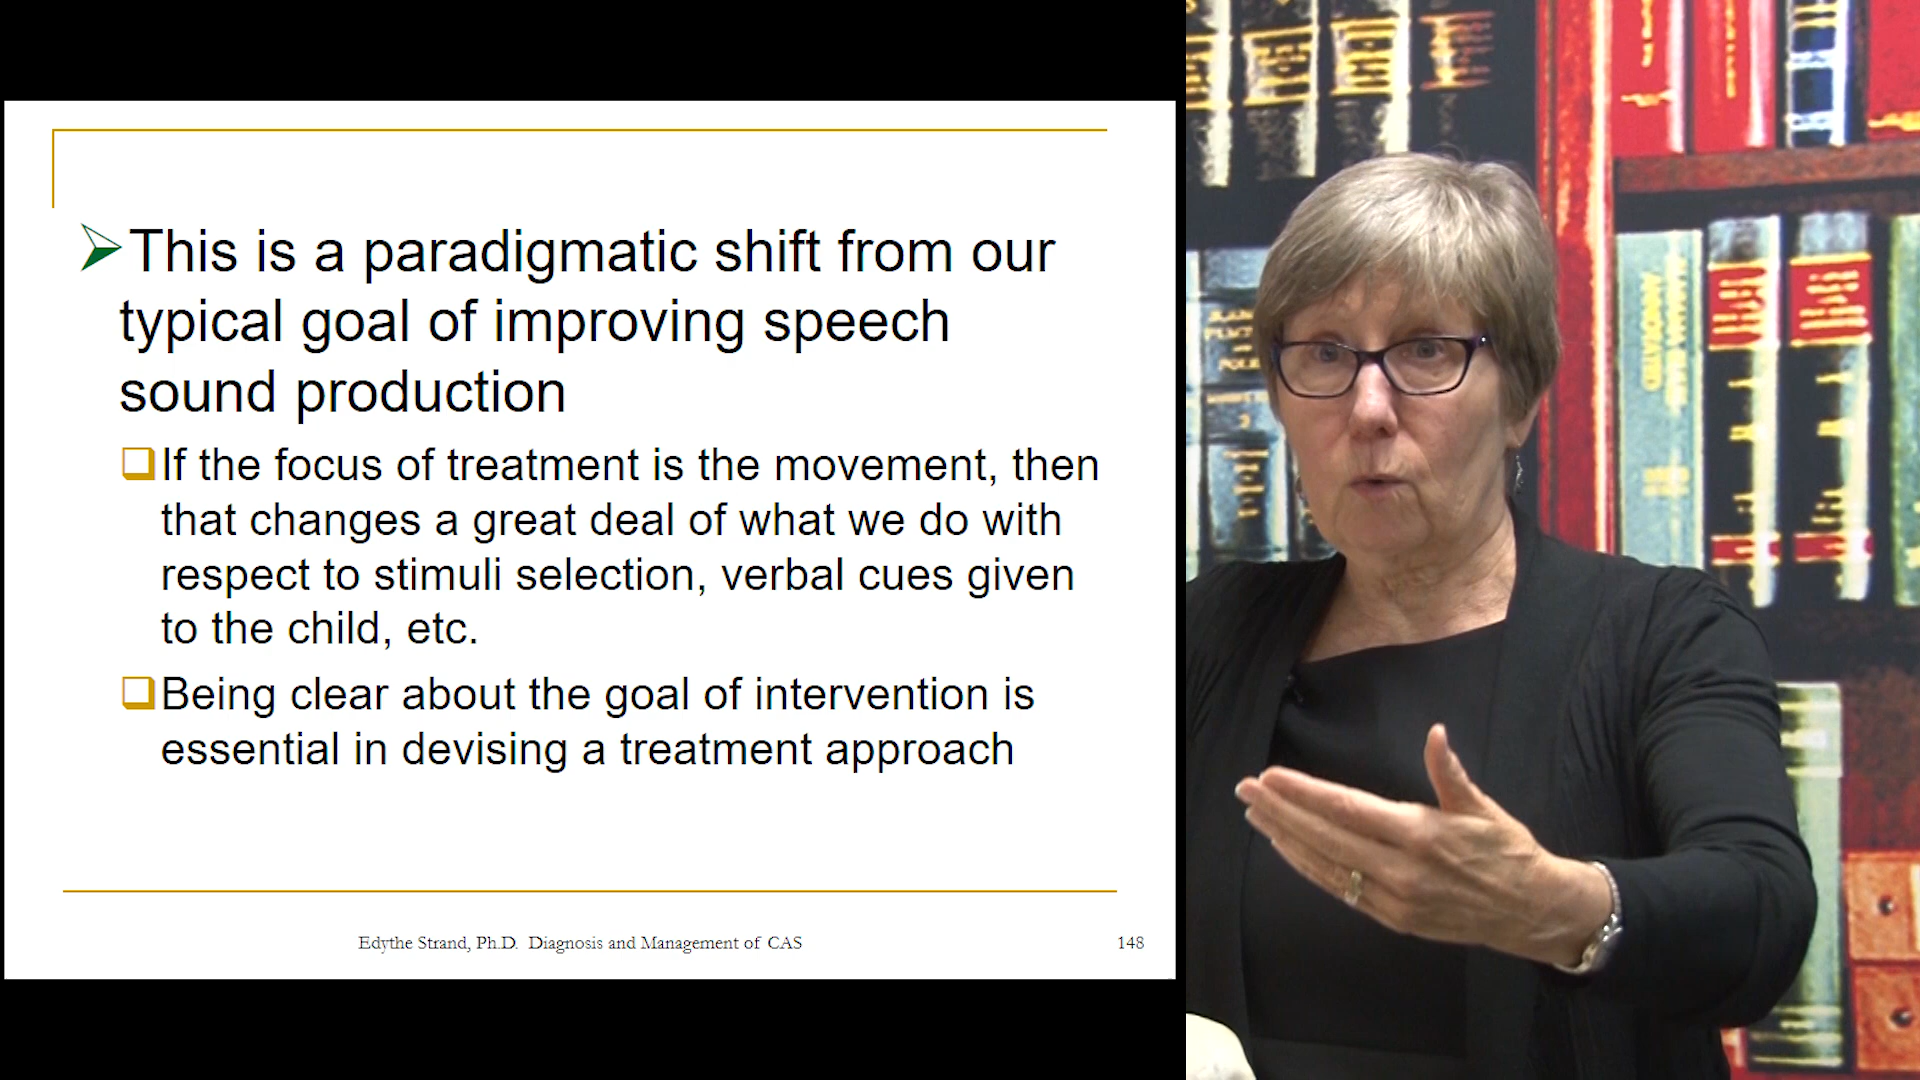 This is a paradigmatic shift from our
typical goal of improving speech
sound production
If the focus of treatment is the movement, then
that changes a great deal of what we do with
respect to stimuli selection, verbal cues given
to the child, etc.
Being clear about the goal of intervention is
essential in devising a treatment approach
Edythe Strand, Ph.D. Diagnosis and Management of CAS
148